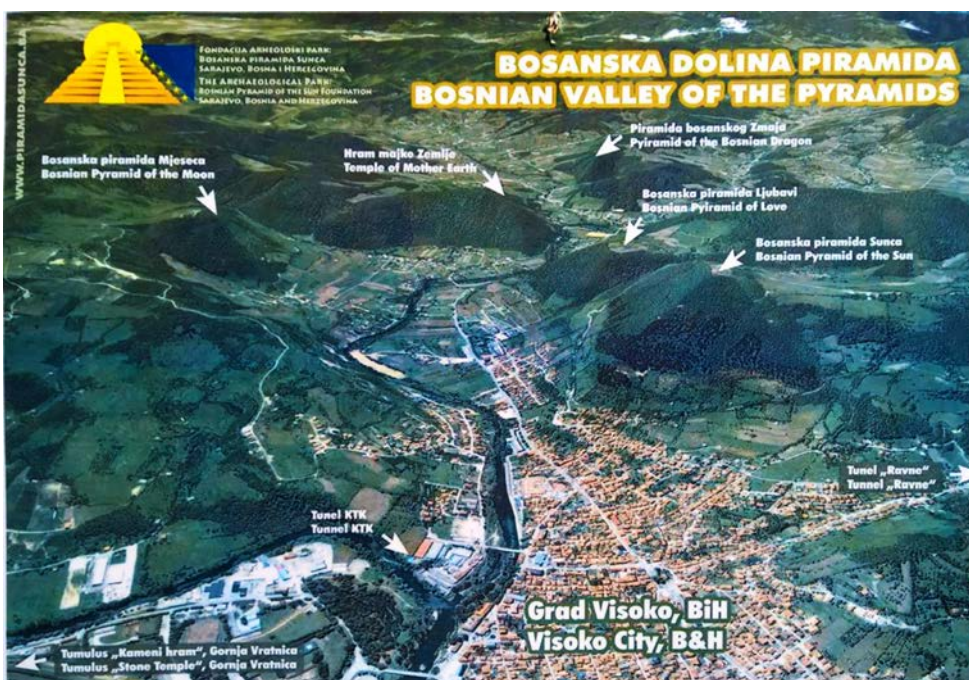 WWW.PIRAMIDASUNCA.BA
FONDACIJA ARHEOLOŠKI PARK:
BOSANSKA PIRAMIDA SUNCA
SARAJEVO, BOSNA I HERCEGOVINA
THE ARCHAEOLOGICAL PARK:
BOSNIAN PYRAMID OF THE SUN FOUNDATION
SARAJEVO, BOSNIA AND HERZEGOVINA
BOSANSKA DOLINA PIRAMIDA
BOSNIAN VALLEY OF THE PYRAMIDS
Piramida bosanskog Zmaja
Pyramid of the Bosnian Dragon
Bosanska piramida Mjeseca
Bosnian Pyramid of the Moon
Hram majke Zemlje
Temple of Mother Earth
Bosanska piramida Ljubavi
Bosnian Pyiramid of Love
Bosanska piramida Sunca
Bosnian Pyramid of the Sun
Tunel „Ravne“
Tunnel „Ravne“
Tunel KTK
Tunnel KTK
Grad Visoko, BiH
Visoko City, B&H
Tumulus „Kameni hram“, Gornja Vratnica
Tumulus „Stone Temple“, Gornja Vratnica